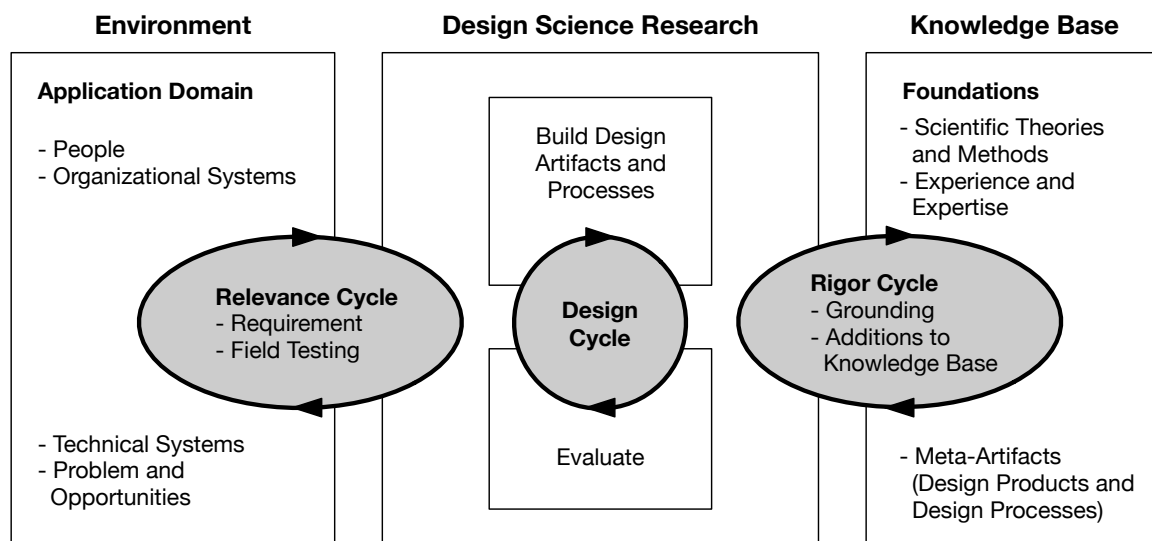 Environment
Design Science Research
Knowledge Base
Application Domain
- People
- Organizational Systems
Build Design
Artifacts and
Processes
Foundations
- Scientific Theories
and Methods
- Experience and
Expertise
Relevance Cycle
- Requirement
- Field Testing
Design
Cycle
Rigor Cycle
- Grounding
- Additions to
Knowledge Base
- Technical Systems
- Problem and
Opportunities
Evaluate
- Meta-Artifacts
(Design Products and
Design Processes)